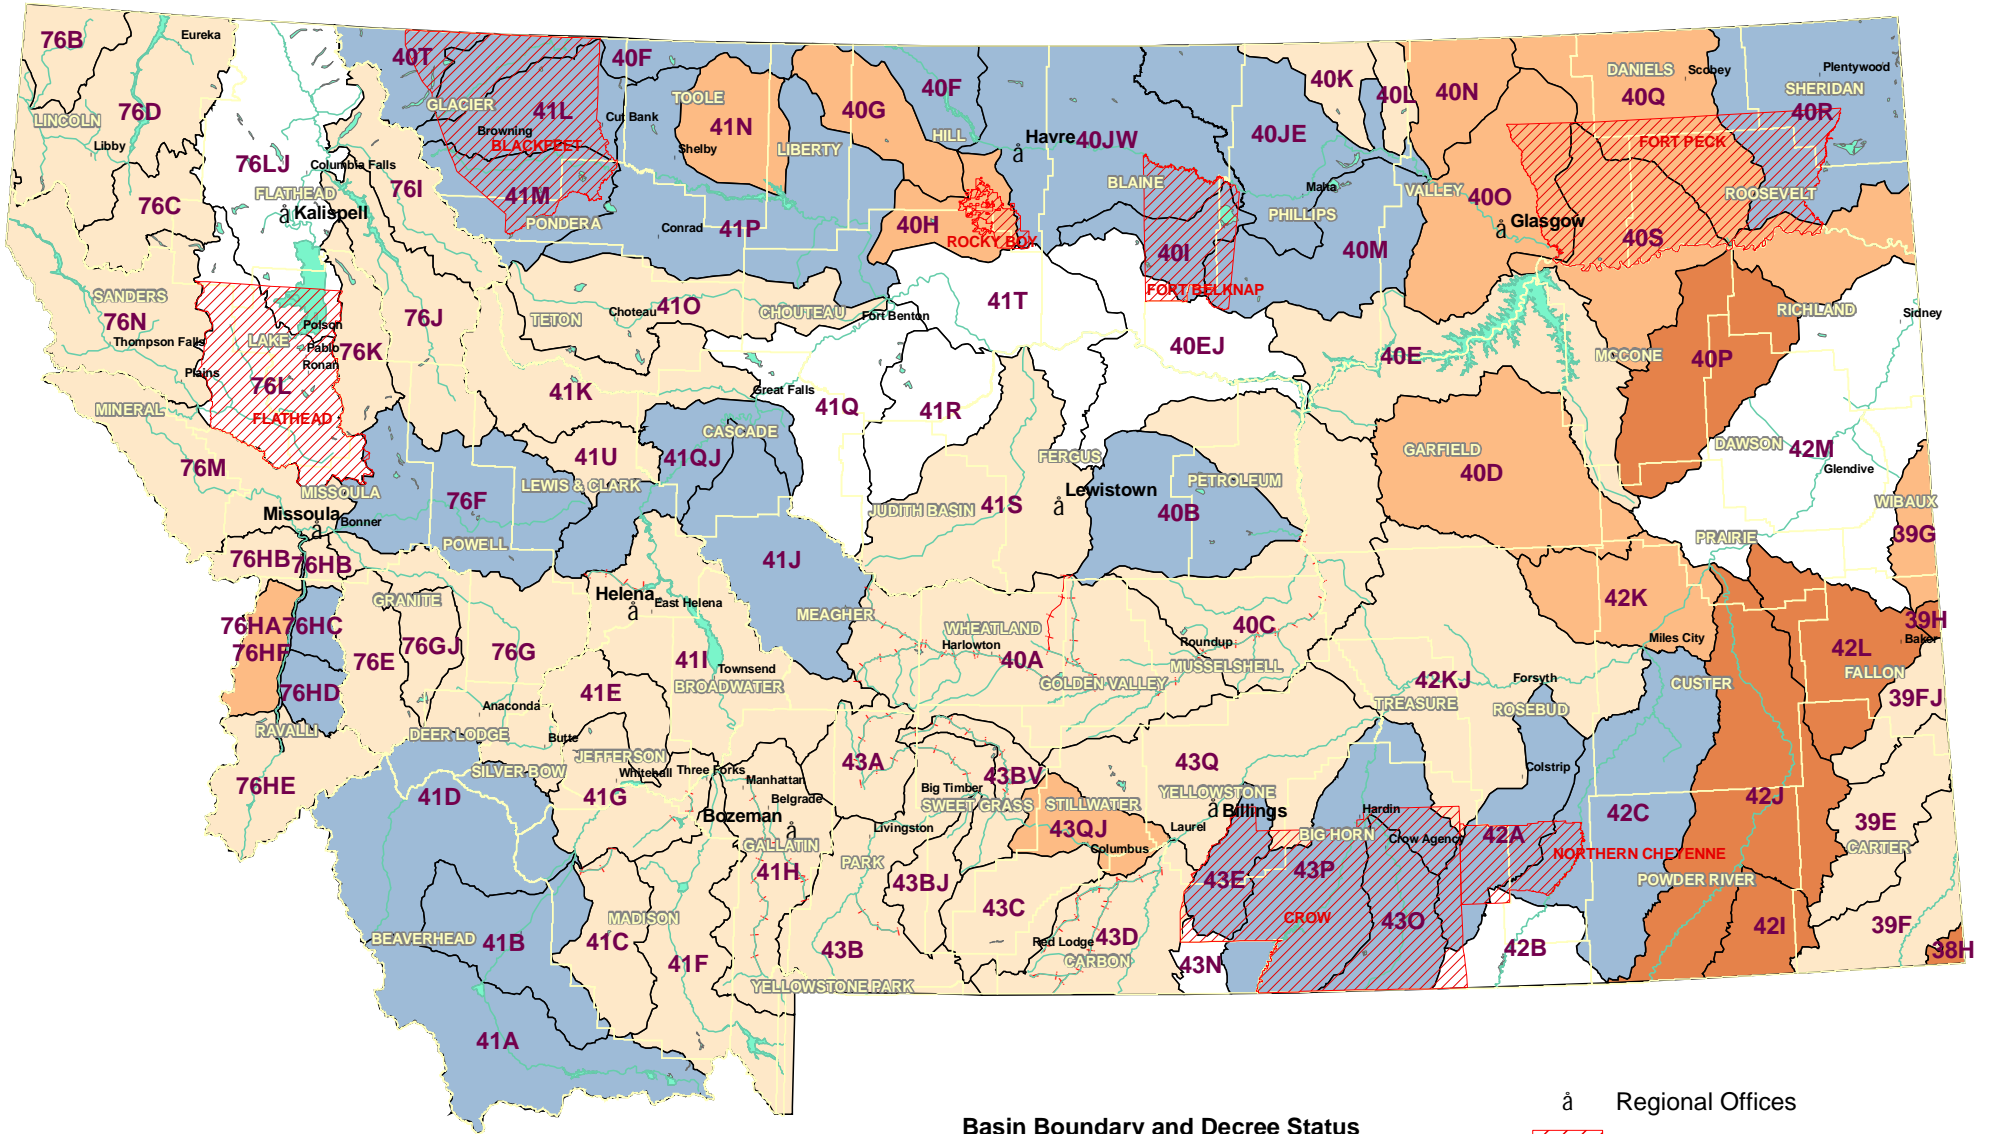 76B
Eureka
40T
40F
TOOLE
40G
40F
40K
40L
40N
DANIELS
Scobey
40Q
Plentywood
SHERIDAN
40R
LINCOLN
76D
Libby
GLACIER
41L
Browning
BLACKFEET
Cut Bank
41N
Shelby
LIBERTY
HILL
Havre
40JW
40JE
FORT PECK
76LJ
Columbia Falls
FLATHEAD
Kalispell
76I
76C
41M
PONDERA
Conrad
41P
40H
ROCKY BOY
BLAINE
Malta
PHILLIPS
VALLEY
40O
Glasgow
ROOSEVELT
40S
40I
40M
FORT BELKNAP
SANDERS
76N
Thompson Falls
Plains
LAKE
Polson
Pablo
Ronan
76K
76L
FLATHEAD
76J
TETON
Choteau
41O
CHOUTEAU
Fort Benton
41T
40EJ
40E
MCCONE
40P
RICHLAND
Sidney
MINERAL
41K
Great Falls
41Q
41R
CASCADE
76M
MISSOULA
41U
41QJ
LEWIS & CLARK
FERGUS
GARFIELD
40D
DAWSON
42M
Glendive
WIBAUX
Missoula
Bonner
76F
POWELL
JUDITH BASIN
41S
Lewistown
PETROLEUM
40B
PRAIRIE
39G
76HB
76HB
41J
MEAGHER
GRANITE
Helena
East Helena
42K
76HA
76HC
76HF
76E
76GJ
76G
76HD
41I
Townsend
BROADWATER
WHEATLAND
Harlowton
40A
GOLDEN VALLEY
40C
Roundup
MUSSELSHELL
Miles City
39H
Baker
42L
FALLON
39FJ
41E
Anaconda
RAVALLI
DEER LODGE
Butte
42KJ
Forsyth
TREASURE
ROSEBUD
CUSTER
76HE
SILVER BOW
41D
JEFFERSON
Whitehall
Three Forks
41G
Manhattan
Belgrade
Bozeman
GALLATIN
41H
43A
Big Timber
43BV
SWEET GRASS
STILLWATER
43QJ
Columbus
Livingston
PARK
43BJ
43Q
YELLOWSTONE
Billings
Laurel
BIG HORN
Hardin
Crow Agency
Colstrip
42A
42C
42J
39E
CARTER
NORTHERN CHEYENNE
POWDER RIVER
43P
43E
CROW
43O
BEAVERHEAD
41B
MADISON
41C
41F
43B
43C
Red Lodge
43D
CARBON
43N
42B
42I
39F
38H
YELLOWSTONE PARK
41A
å Regional Offices
Basin Boundary and Decree Status